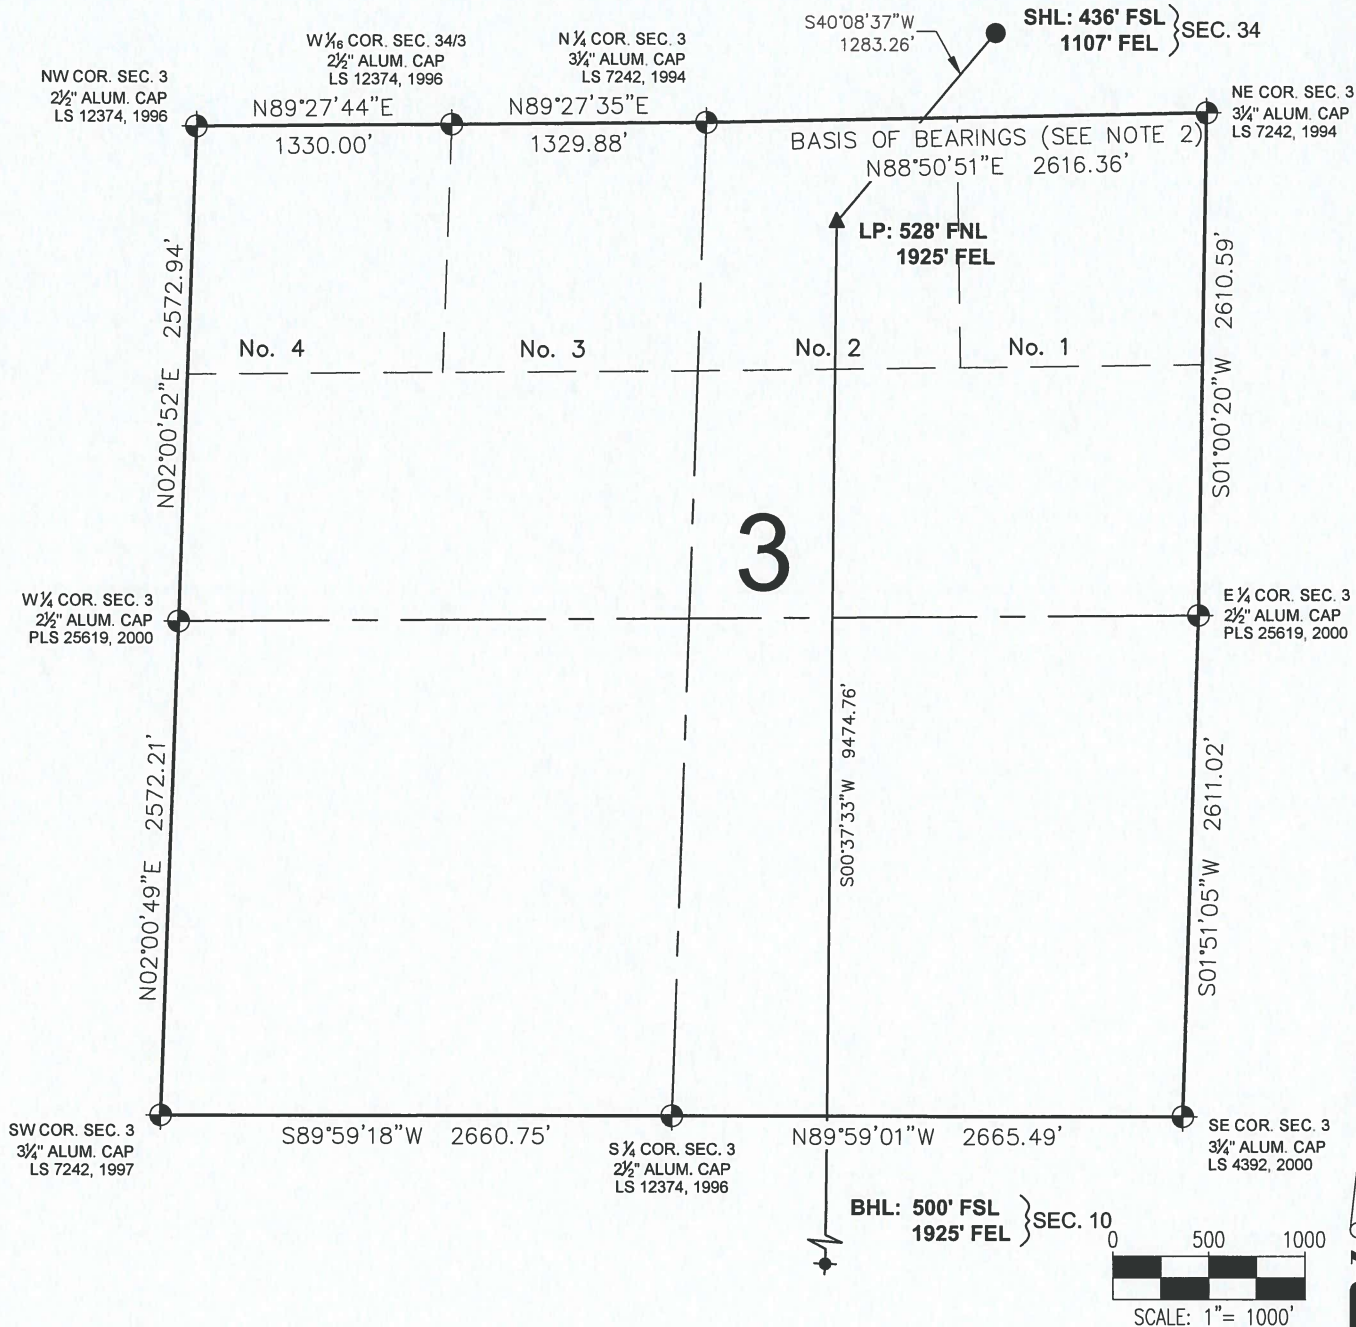 S40°08'37"W
1283.26'
SHL: 436' FSL
1107' FEL
SEC. 34
W 1/16 COR. SEC. 34/3
2½" ALUM. CAP
LS 12374, 1996
N ¼ COR. SEC. 3
3¼" ALUM. CAP
LS 7242, 1994
NW COR. SEC. 3
2½" ALUM. CAP
LS 12374, 1996
NE COR. SEC. 3
3¼" ALUM. CAP
LS 7242, 1994
N89°27'44"E
1330.00'
N89°27'35"E
1329.88'
BASIS OF BEARINGS (SEE NOTE 2)
N88°50'51"E 2616.36'
LP: 528' FNL
1925' FEL
N02°00'52"E 2572.94'
S01°00'20"W 2610.59'
No. 4
No. 3
No. 2
No. 1
3
W ¼ COR. SEC. 3
2½" ALUM. CAP
PLS 25619, 2000
E ¼ COR. SEC. 3
2½" ALUM. CAP
PLS 25619, 2000
N02°00'49"E 2572.21'
S00°37'33"W 9474.76'
S01°51'05"W 2611.02'
SW COR. SEC. 3
3¼" ALUM. CAP
LS 7242, 1997
S89°59'18"W 2660.75'
S ¼ COR. SEC. 3
2½" ALUM. CAP
LS 12374, 1996
N89°59'01"W 2665.49'
SE COR. SEC. 3
3¼" ALUM. CAP
LS 4392, 2000
BHL: 500' FSL
1925' FEL
SEC. 10
0 500 1000
SCALE: 1"= 1000'